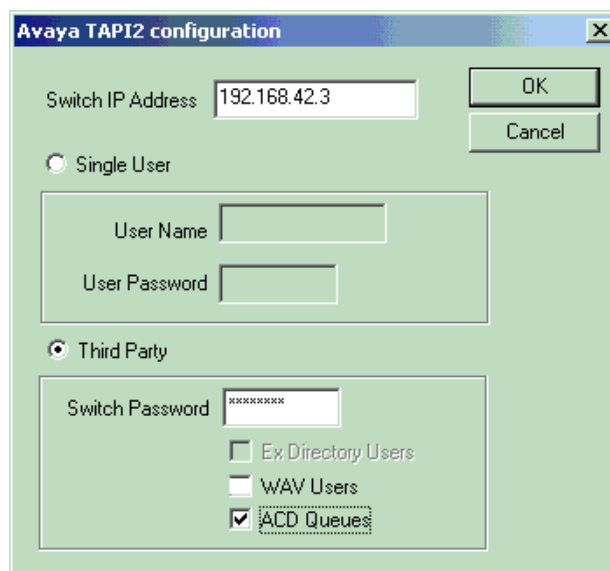 Avaya TAPI2 configuration
Switch IP Address 192.168.42.3
OK
Cancel
Single User
User Name
User Password
Third Party
Switch Password ********
Ex Directory Users
WAV Users
ACD Queues